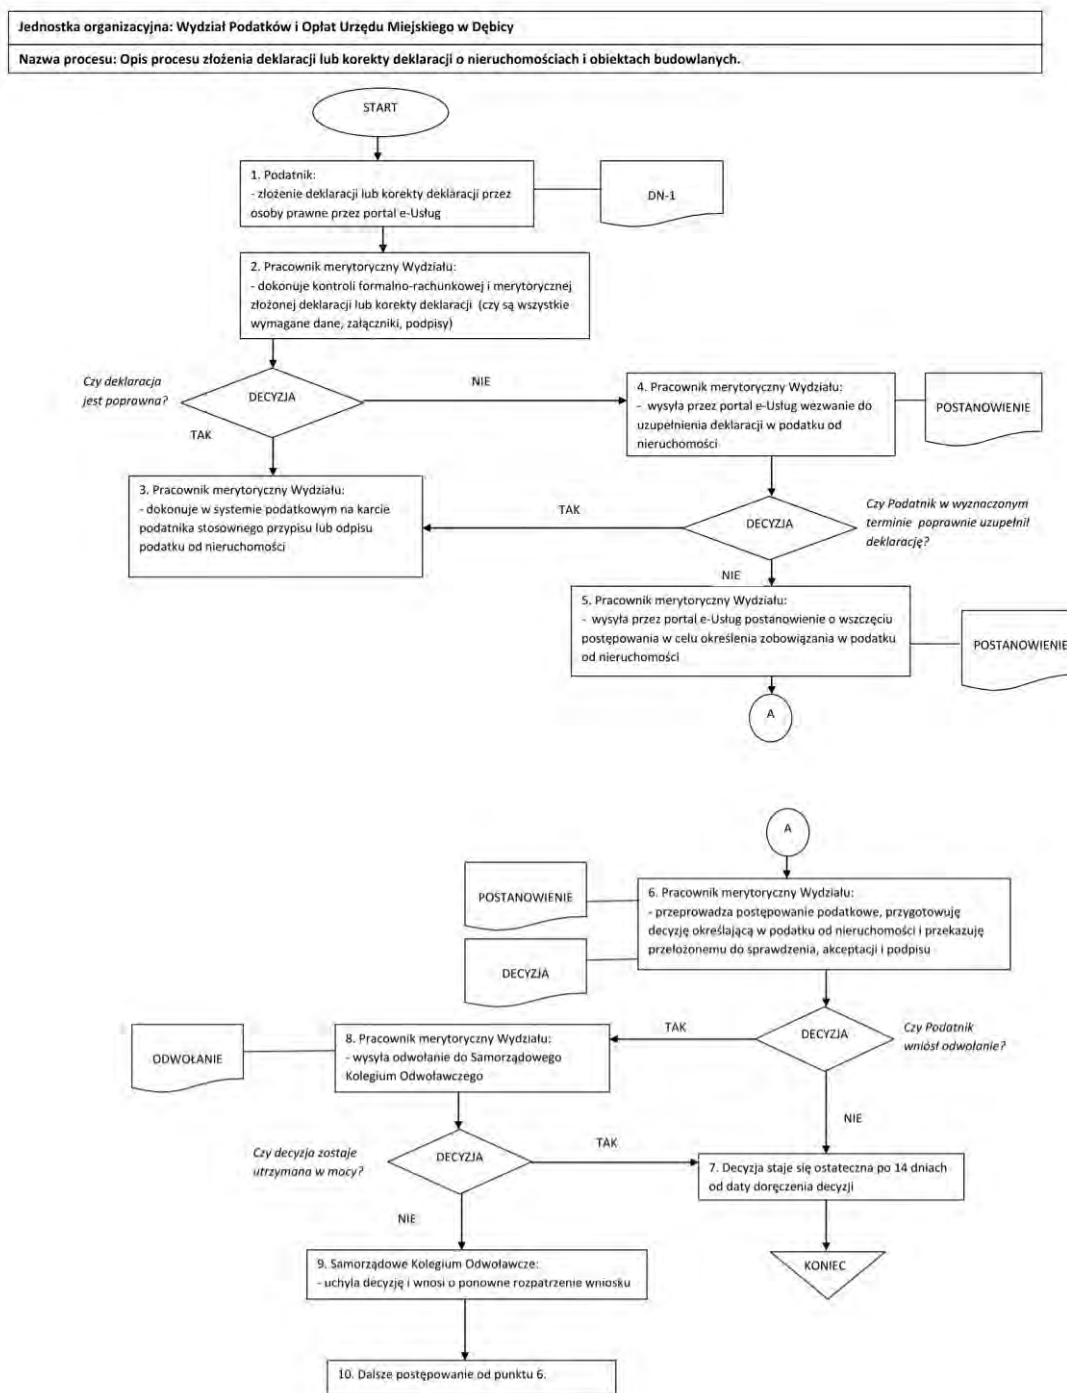 Jednostka organizacyjna: Wydział Podatków i Opłat Urzędu Miejskiego w Dębicy
Nazwa procesu: Opis procesu złożenia deklaracji lub korekty deklaracji o nieruchomościach i obiektach budowlanych.
START
1. Podatnik:
- złożenie deklaracji lub korekty deklaracji przez
osoby prawne przez portal e-Usług
DN-1
2. Pracownik merytoryczny Wydziału:
- dokonuje kontroli formalno-rachunkowej i merytorycznej
złożonej deklaracji lub korekty deklaracji (czy są wszystkie
wymagane dane, załączniki, podpisy)
Czy deklaracja
jest poprawna?
DECYZJA
NIE
TAK
4. Pracownik merytoryczny Wydziału:
- wysyła przez portal e-Usług wezwanie do
uzupełnienia deklaracji w podatku od
nieruchomości
POSTANOWIENIE
3. Pracownik merytoryczny Wydziału:
- dokonuje w systemie podatkowym na karcie
podatnika stosownego przypisu lub odpisu
podatku od nieruchomości
TAK
DECYZJA
Czy Podatnik w wyznaczonym
terminie poprawnie uzupełnił
deklarację?
NIE
5. Pracownik merytoryczny Wydziału:
- wysyła przez portal e-Usług postanowienie o wszczęciu
postępowania w celu określenia zobowiązania w podatku
od nieruchomości
POSTANOWIENIE
A
A
POSTANOWIENIE
DECYZJA
6. Pracownik merytoryczny Wydziału:
- przeprowadza postępowanie podatkowe, przygotowuję
decyzję określającą w podatku od nieruchomości i przekazuję
przełożonemu do sprawdzenia, akceptacji i podpisu
DECYZJA
Czy Podatnik
wniósł odwołanie?
TAK
NIE
ODWOŁANIE
8. Pracownik merytoryczny Wydziału:
- wysyła odwołanie do Samorządowego
Kolegium Odwoławczego
Czy decyzja zostaje
utrzymana w mocy?
DECYZJA
TAK
NIE
7. Decyzja staje się ostateczna po 14 dniach
od daty doręczenia decyzji
KONIEC
9. Samorządowe Kolegium Odwoławcze:
- uchyla decyzję i wnosi o ponowne rozpatrzenie wniosku
10. Dalsze postępowanie od punktu 6.